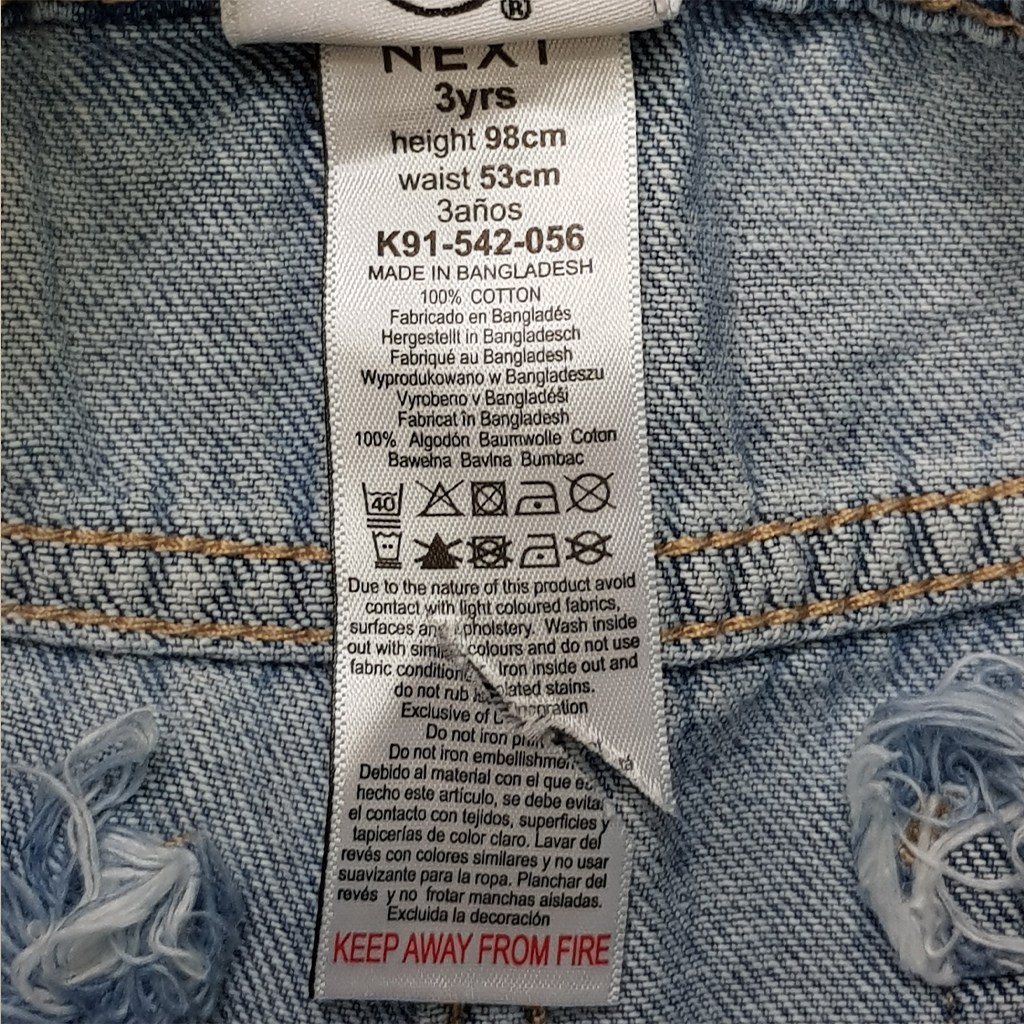 ®
NEXT
3yrs
height 98cm
waist 53cm
3años
K91-542-056
MADE IN BANGLADESH
100% COTTON
Fabricado en Bangladés
Hergestellt in Bangladesch
Fabriqué au Bangladesh
Wyprodukowano w Bangladeszu
Vyrobeno v Bangladéši
Fabricat în Bangladesh
100% Algodón Baumwolle Coton
Bawełna Bavlna Bumbac
40
Due to the nature of this product avoid
contact with light coloured fabrics,
surfaces and upholstery. Wash inside
out with colours and do not use
fabric Iron inside out and
do not rub stains.
Exclusive of
Do not iron
Do not iron
Debido al material con el que
hecho este artículo, se debe evitar
el contacto con tejidos, superficies y
tapicerías de color claro. Lavar del
revés con colores similares y no usar
suavizante para la ropa. Planchar del
revés y no frotar manchas aisladas.
Excluida la decoración
KEEP AWAY FROM FIRE